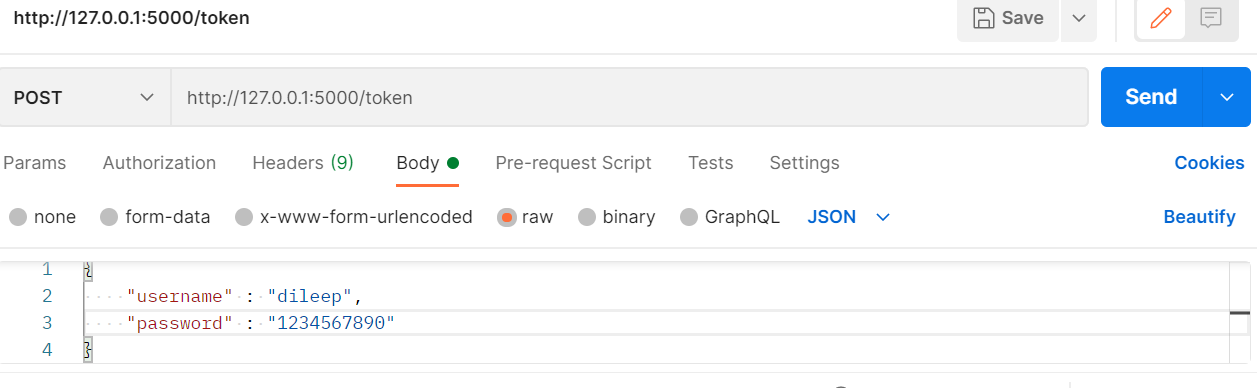 http://127.0.0.1:5000/token Save
POST http://127.0.0.1:5000/token Send
Params Authorization Headers (9) Body Pre-request Script Tests Settings Cookies
none form-data x-www-form-urlencoded raw binary GraphQL JSON Beautify
1 {
2 "username" : "dileep",
3 "password" : "1234567890"
4 }